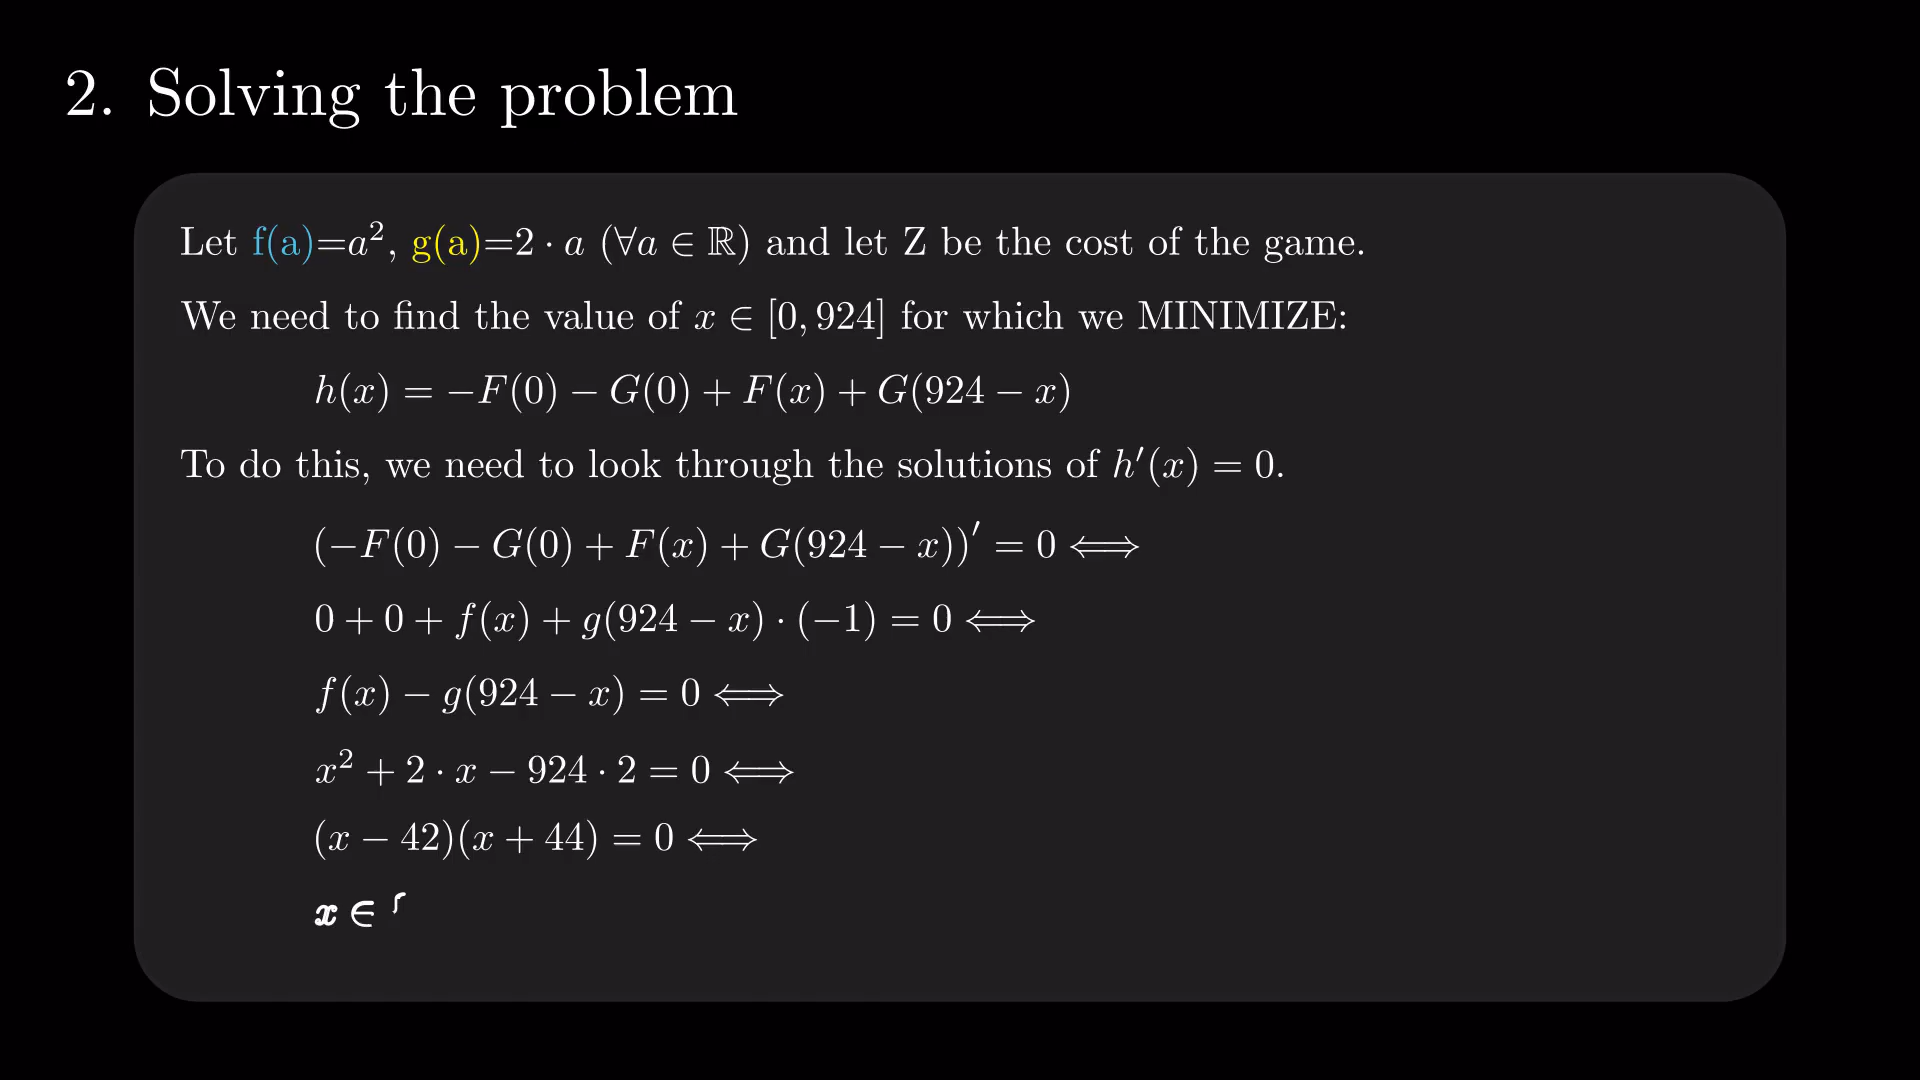 2. Solving the problem
Let f(a)=a², g(a)=2 · a (∀a ∈ ℝ) and let Z be the cost of the game.
We need to find the value of x ∈ [0, 924] for which we MINIMIZE:
h(x) = −F(0) − G(0) + F(x) + G(924 − x)
To do this, we need to look through the solutions of h′(x) = 0.
(−F(0) − G(0) + F(x) + G(924 − x))′ = 0 ⟺
0 + 0 + f(x) + g(924 − x) · (−1) = 0 ⟺
f(x) − g(924 − x) = 0 ⟺
x² + 2 · x − 924 · 2 = 0 ⟺
(x − 42)(x + 44) = 0 ⟺
x ∈